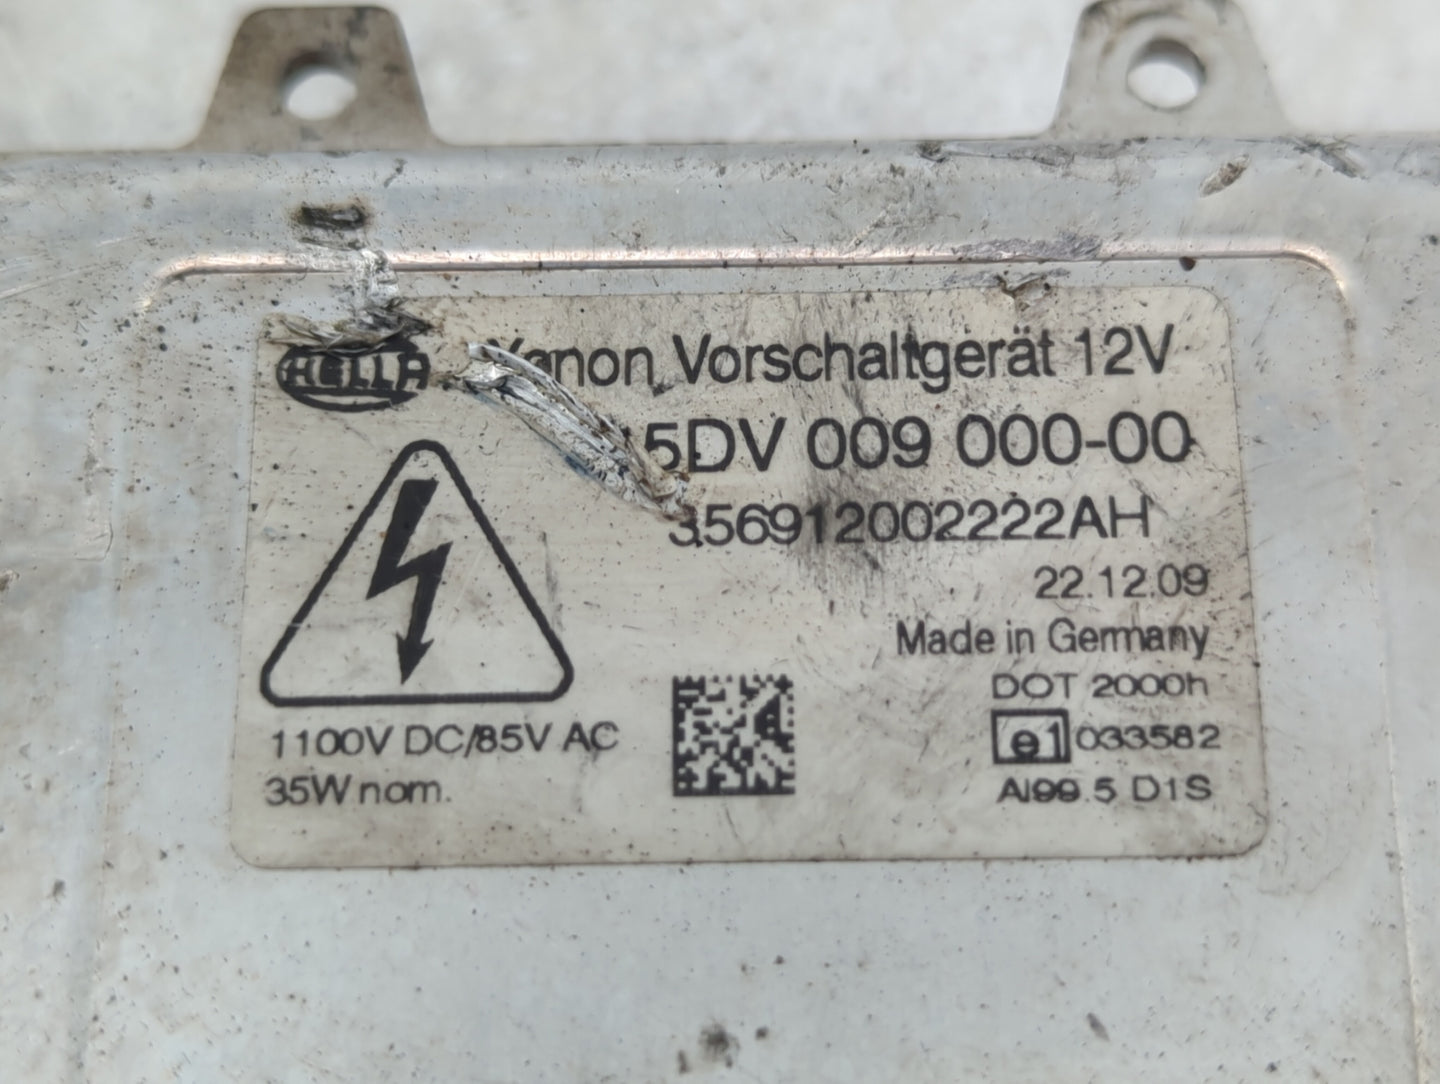 HELLA
Xenon Vorschaltgerät 12V
5DV 009 000-00
356912002222AH
22.12.09
Made in Germany
DOT 2000h
e1 033582
1100V DC/85V AC
35W nom.
AI99.5 D1S